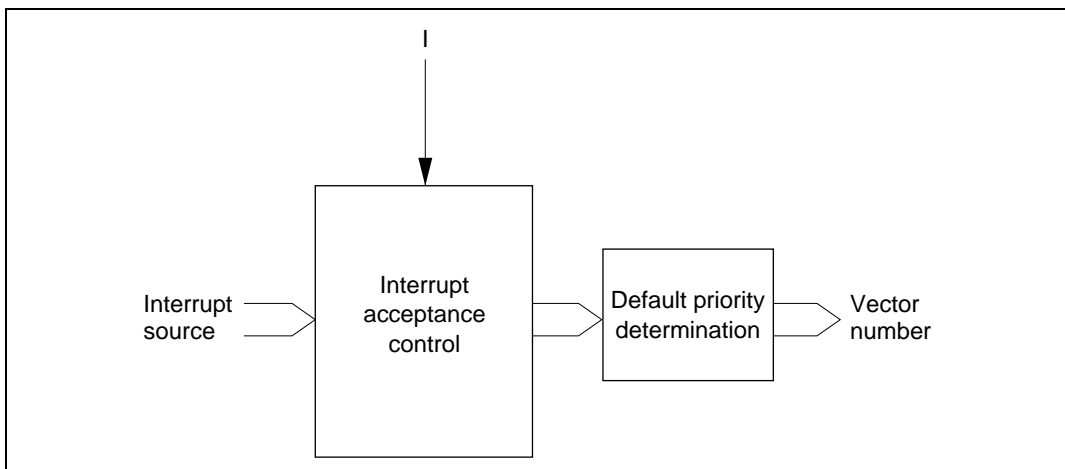 I
Interrupt
source
Interrupt
acceptance
control
Default priority
determination
Vector
number